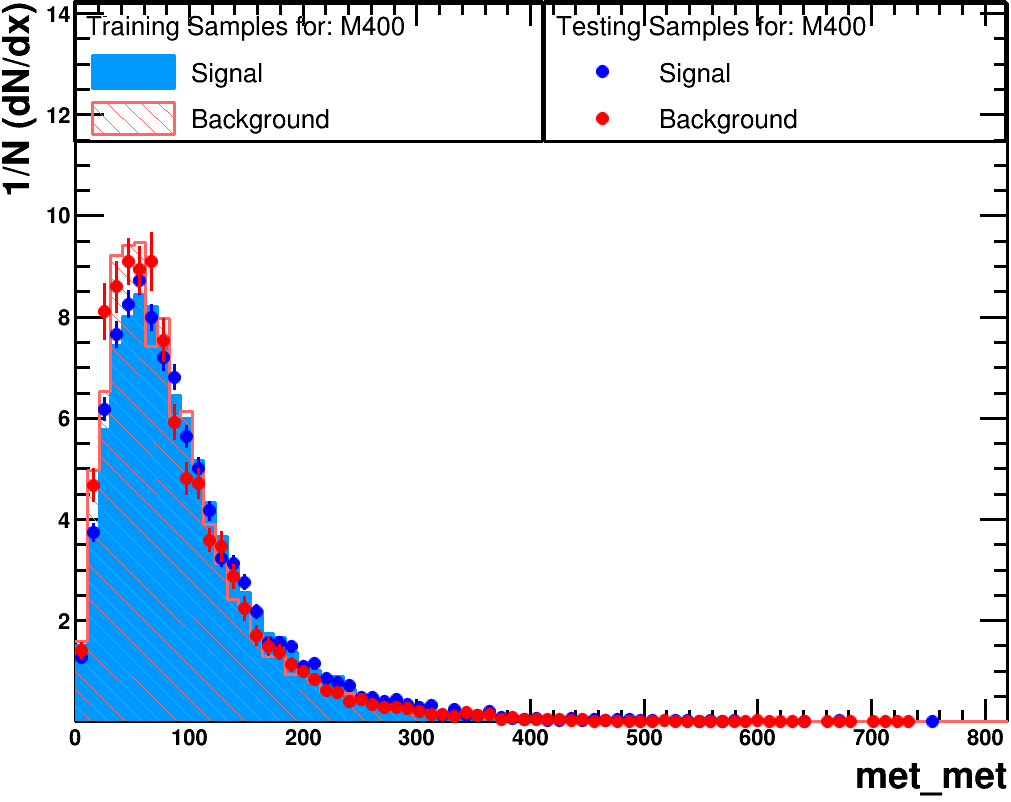 1/N (dN/dx)
Training Samples for: M400
Signal
Background
Testing Samples for: M400
Signal
Background
14
12
10
8
6
4
2
0 100 200 300 400 500 600 700 800
met_met